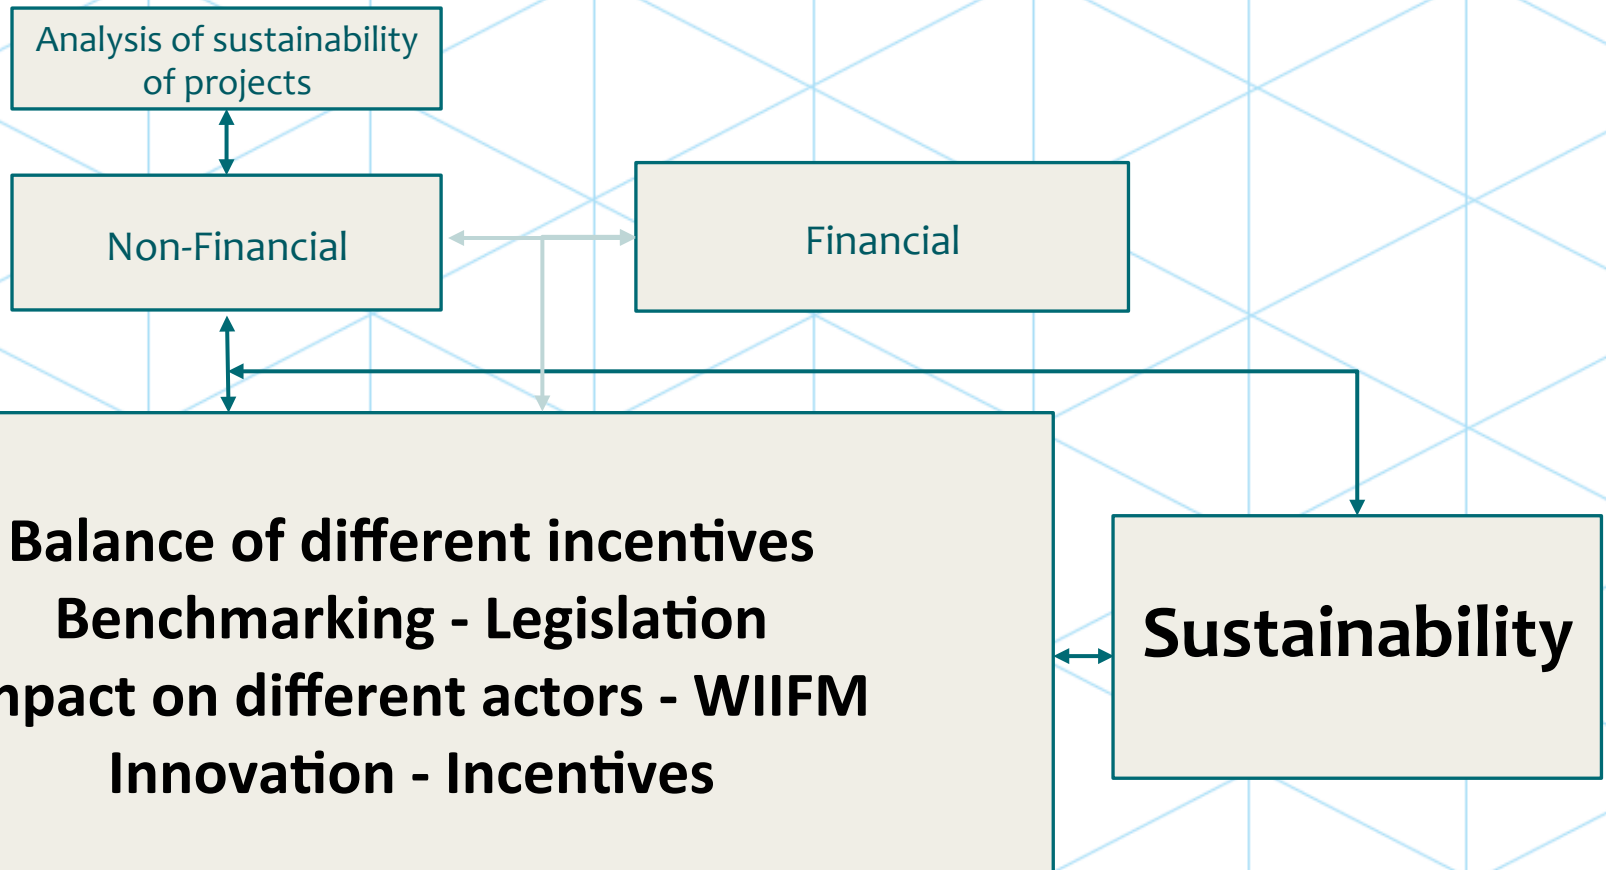 Analysis of sustainability
of projects
Non-Financial
Financial
Balance of different incentives
Benchmarking - Legislation
on different actors - WIIFM
Innovation - Incentives
Sustainability